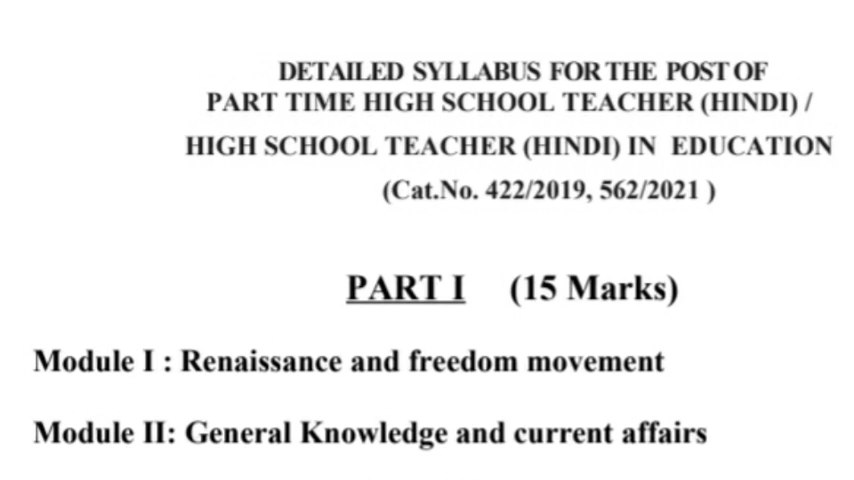 DETAILED SYLLABUS FOR THE POST OF
PART TIME HIGH SCHOOL TEACHER (HINDI) /
HIGH SCHOOL TEACHER (HINDI) IN EDUCATION
(Cat.No. 422/2019, 562/2021 )
PART I (15 Marks)
Module I : Renaissance and freedom movement
Module II: General Knowledge and current affairs